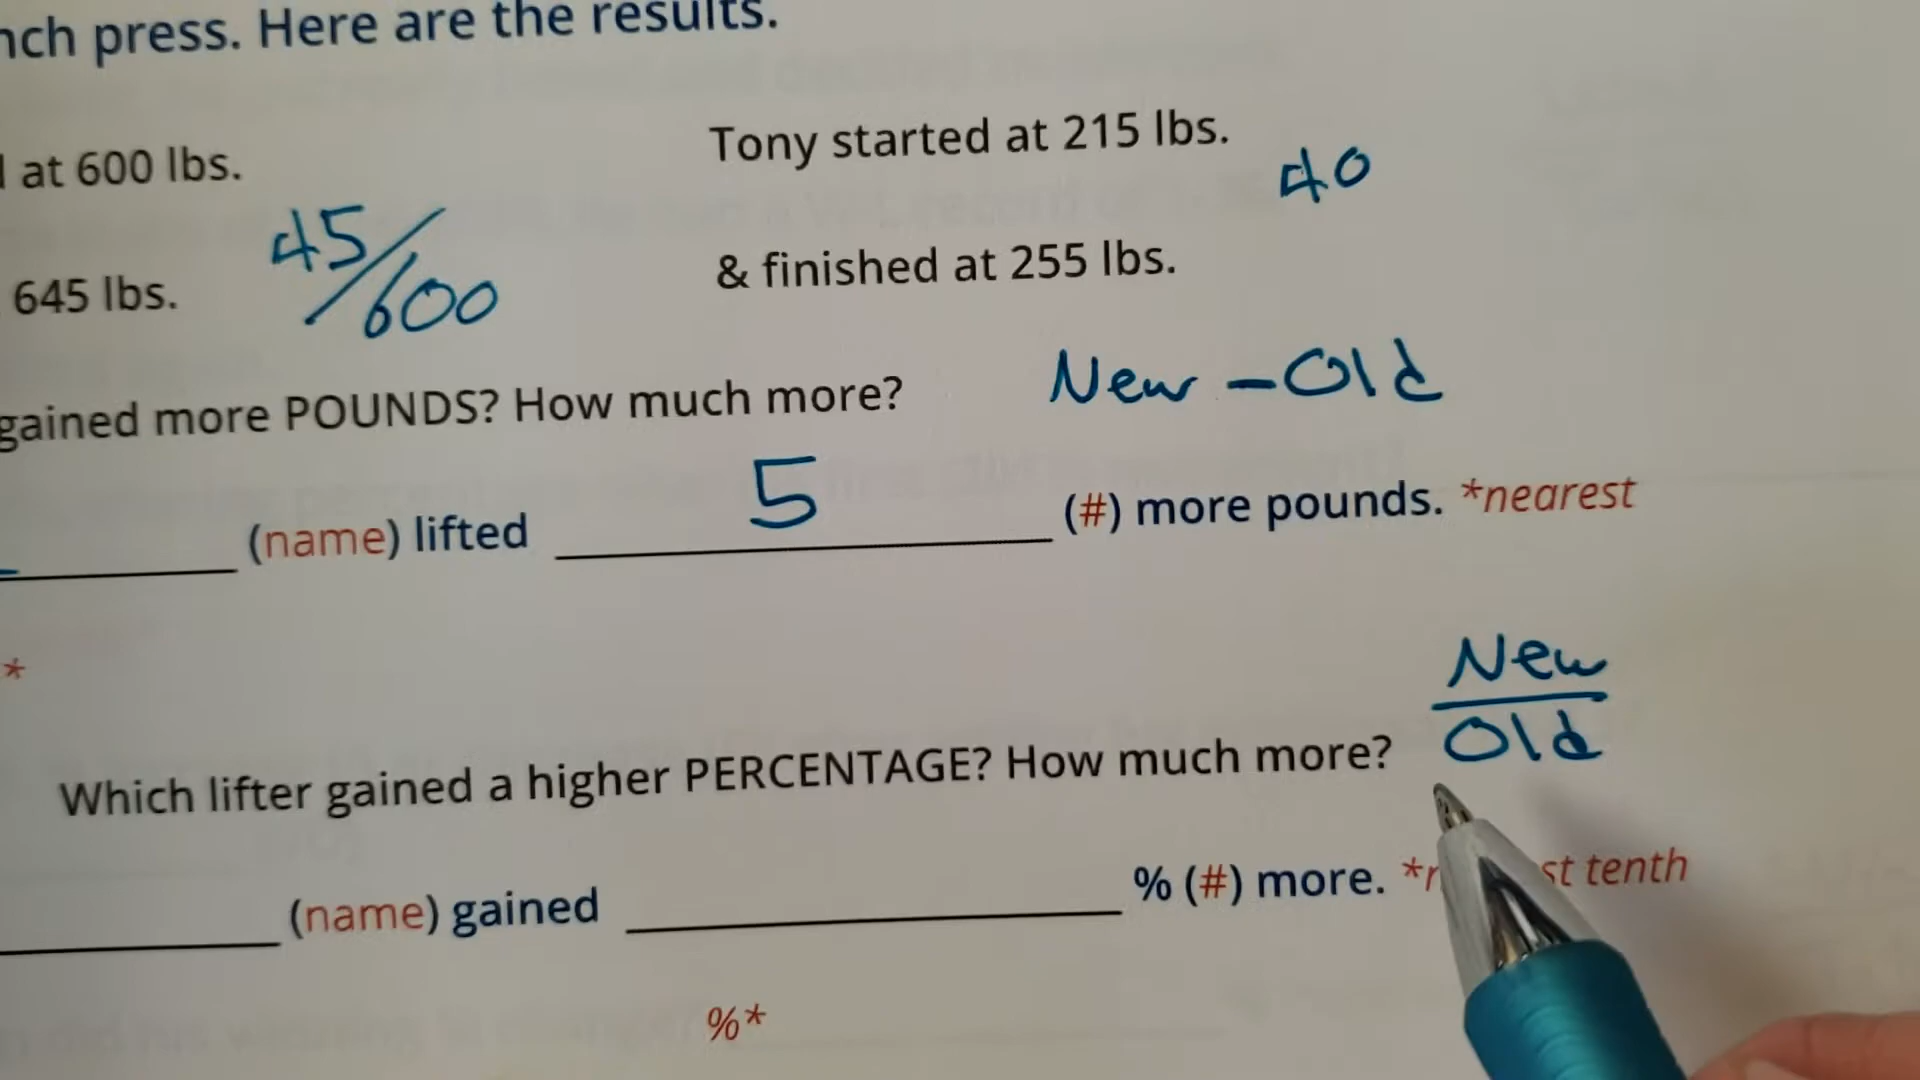 nch press. Here are the results.
at 600 lbs.
Tony started at 215 lbs.
40
45/600
645 lbs.
& finished at 255 lbs.
New - Old
gained more POUNDS? How much more?
5
(name) lifted (#) more pounds. *nearest
*
New
Old
Which lifter gained a higher PERCENTAGE? How much more?
(name) gained % (#) more. *r st tenth
%*